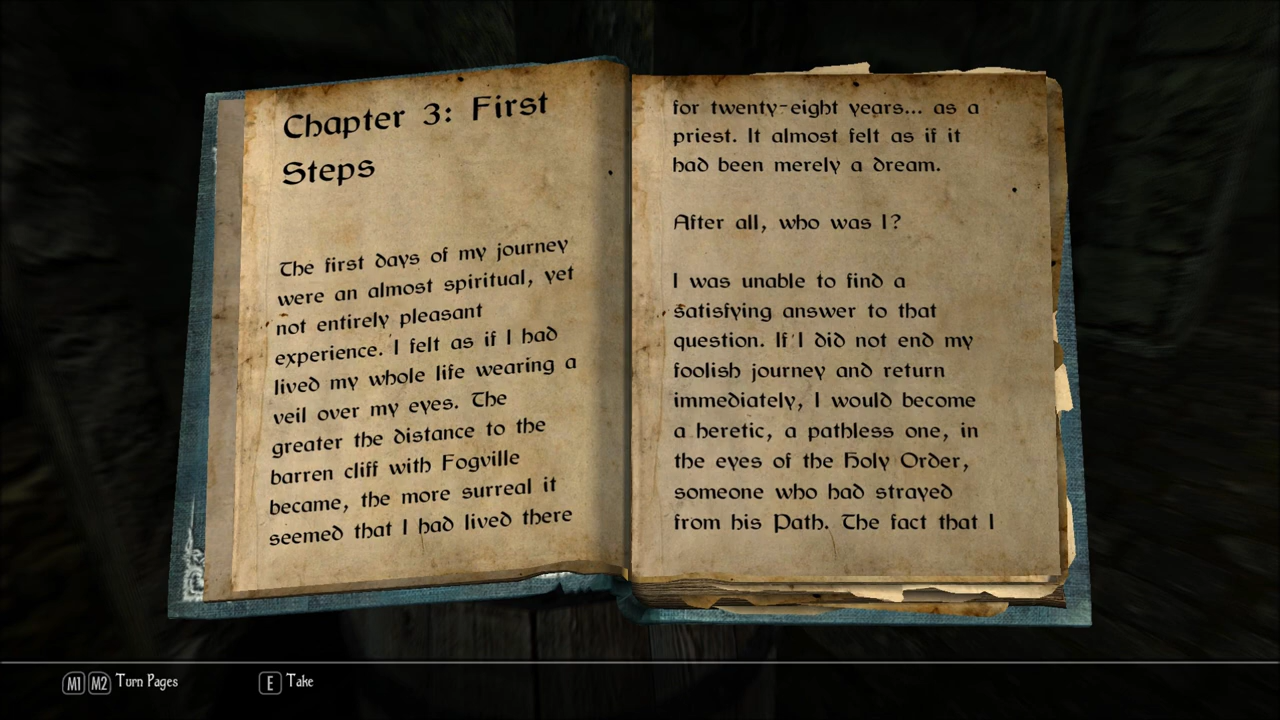 Chapter 3: First
Steps
The first days of my journey
were an almost spiritual, yet
not entirely pleasant
experience. I felt as if I had
lived my whole life wearing a
veil over my eyes. The
greater the distance to the
barren cliff with Fogville
became, the more surreal it
seemed that I had lived there
for twenty-eight years... as a
priest. It almost felt as if it
had been merely a dream.
After all, who was I?
I was unable to find a
satisfying answer to that
question. If I did not end my
foolish journey and return
immediately, I would become
a heretic, a pathless one, in
the eyes of the Holy Order,
someone who had strayed
from his Path. The fact that I
M1 M2 Turn Pages
E Take